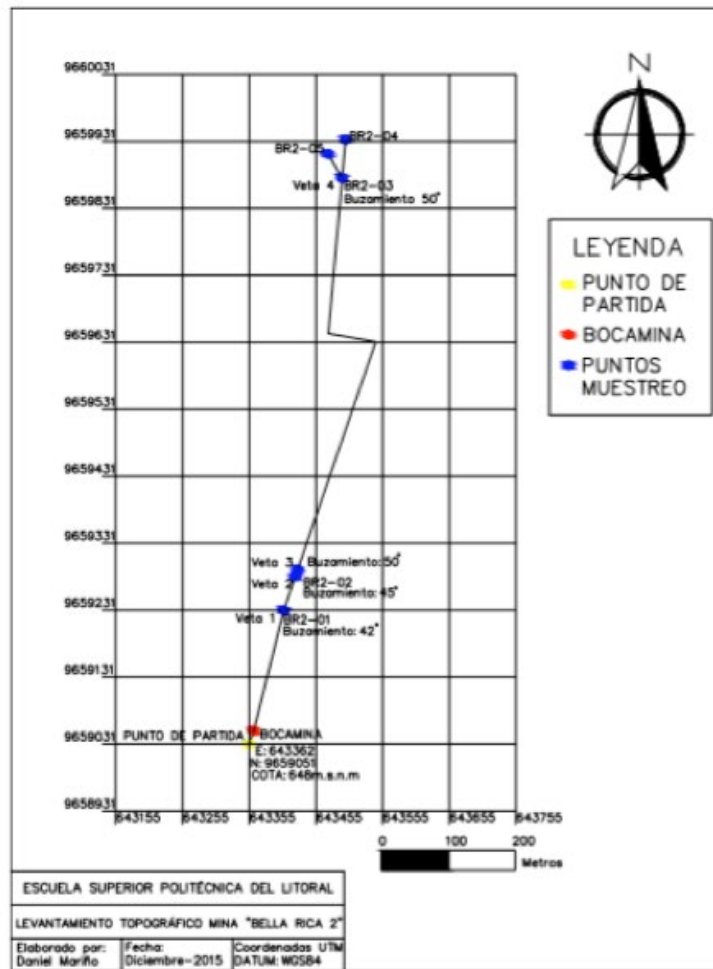 9660031
N
9659931
BR2-04
BR2-05
Veta 4
BR2-03
9659831
Buzamiento 50°
LEYENDA
PUNTO DE
PARTIDA
BOCAMINA
PUNTOS
MUESTREO
9659731
9659631
9659531
9659431
9659331
Veta 3
Buzamiento:50°
Veta 2
BR2-02
Buzamiento: 45°
9659231
Veta 1
BR2-01
Buzamiento: 42°
9659131
9659031
PUNTO DE PARTIDA
BOCAMINA
E: 643362
N: 9659051
COTA: 648m.s.n.m
9658931
643155
643255
643355
643455
643555
643655
643755
0 100 200
Metros
ESCUELA SUPERIOR POLITÉCNICA DEL LITORAL
LEVANTAMIENTO TOPOGRÁFICO MINA "BELLA RICA 2"
Elaborado por:
Daniel Mariño
Fecha:
Diciembre-2015
Coordenadas UTM
DATUM: WGS84